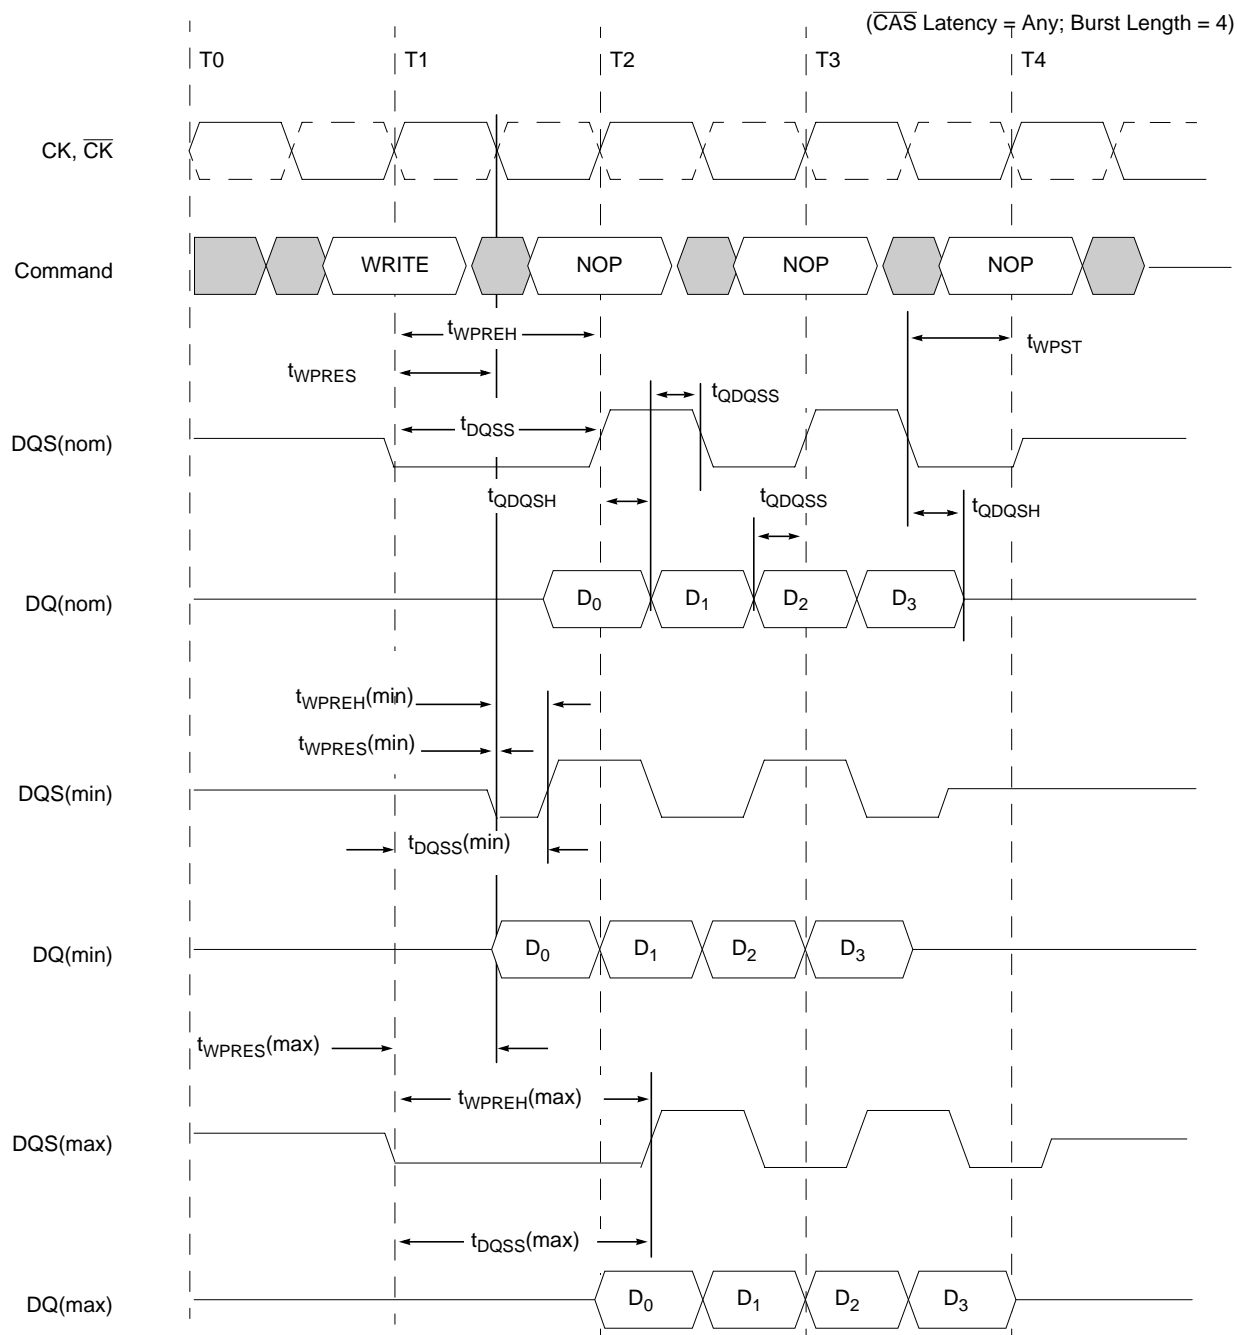 (CAS Latency = Any; Burst Length = 4)
T0 T1 T2 T3 T4
CK, CK
Command WRITE NOP NOP NOP
tWPREH
tWPST
tWPRES
tQDQSS
DQS(nom) tDQSS
tQDQSH tQDQSS tQDQSH
DQ(nom) D0 D1 D2 D3
tWPREH(min)
tWPRES(min)
DQS(min)
tDQSS(min)
DQ(min) D0 D1 D2 D3
tWPRES(max)
tWPREH(max)
DQS(max)
tDQSS(max)
DQ(max) D0 D1 D2 D3